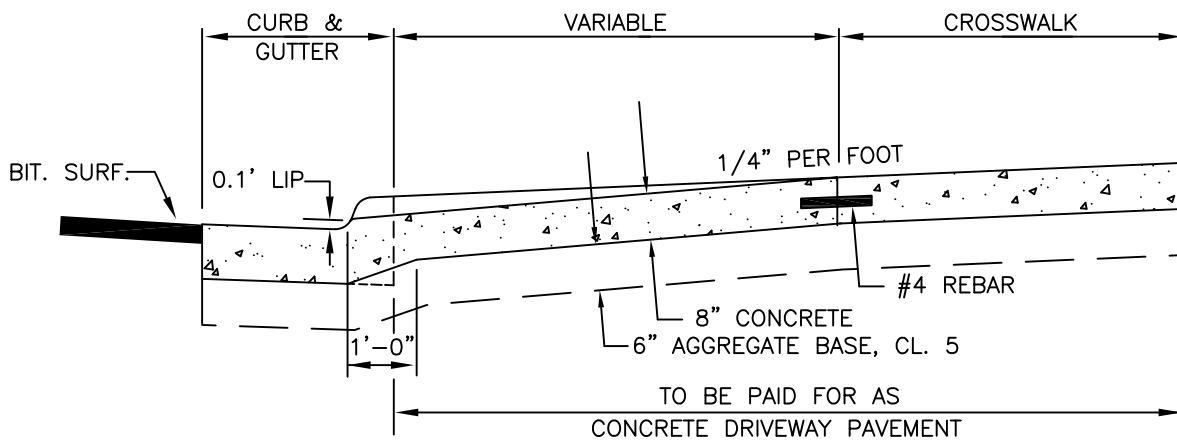 CURB &
GUTTER
VARIABLE
CROSSWALK
BIT. SURF.
0.1' LIP
1/4" PER FOOT
#4 REBAR
8" CONCRETE
6" AGGREGATE BASE, CL. 5
1'-0"
TO BE PAID FOR AS
CONCRETE DRIVEWAY PAVEMENT